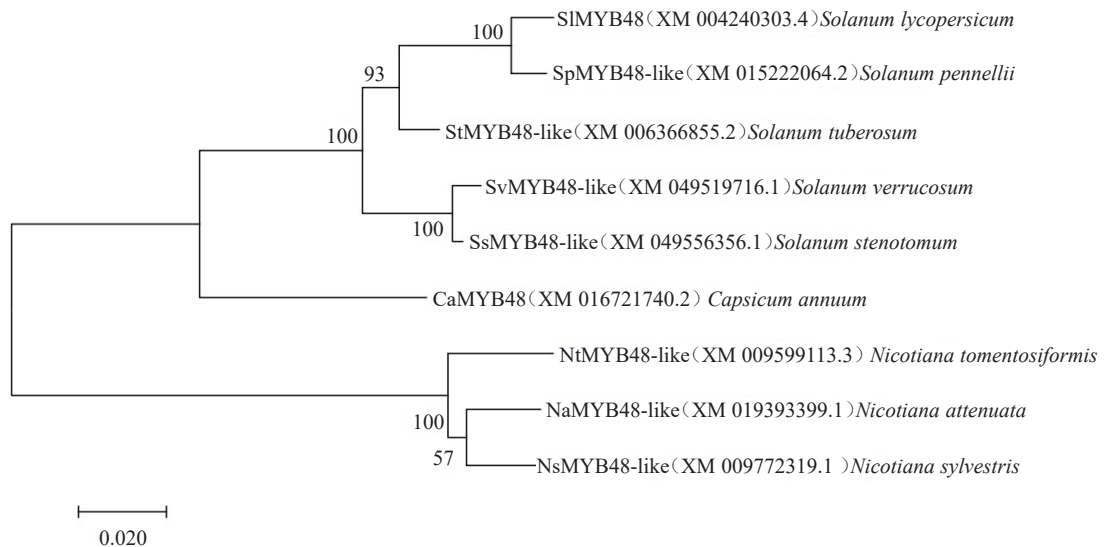 SlMYB48（XM 004240303.4）Solanum lycopersicum
100
SpMYB48-like（XM 015222064.2）Solanum pennellii
93
StMYB48-like（XM 006366855.2）Solanum tuberosum
100
SvMYB48-like（XM 049519716.1）Solanum verrucosum
100
SsMYB48-like（XM 049556356.1）Solanum stenotomum
CaMYB48（XM 016721740.2）Capsicum annuum
NtMYB48-like（XM 009599113.3）Nicotiana tomentosiformis
NaMYB48-like（XM 019393399.1）Nicotiana attenuata
100
57
NsMYB48-like（XM 009772319.1 ）Nicotiana sylvestris
0.020